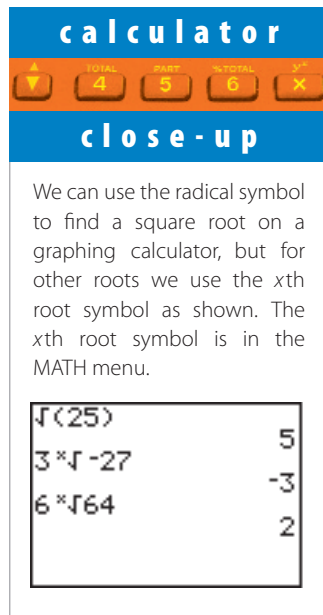 calculator
TOTAL PART %TOTAL yˣ
4 5 6 ×
close-up
We can use the radical symbol
to find a square root on a
graphing calculator, but for
other roots we use the xth
root symbol as shown. The
xth root symbol is in the
MATH menu.
√(25)
5
3 ˣ√ -27
-3
6 ˣ√64
2